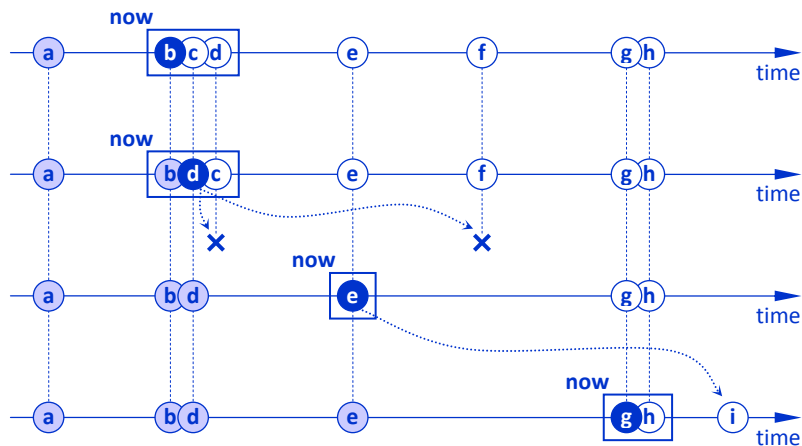 now
a b c d e f g h
time
now
a b d c e f g h
time
now
a b d e g h
time
now
a b d e g h i
time